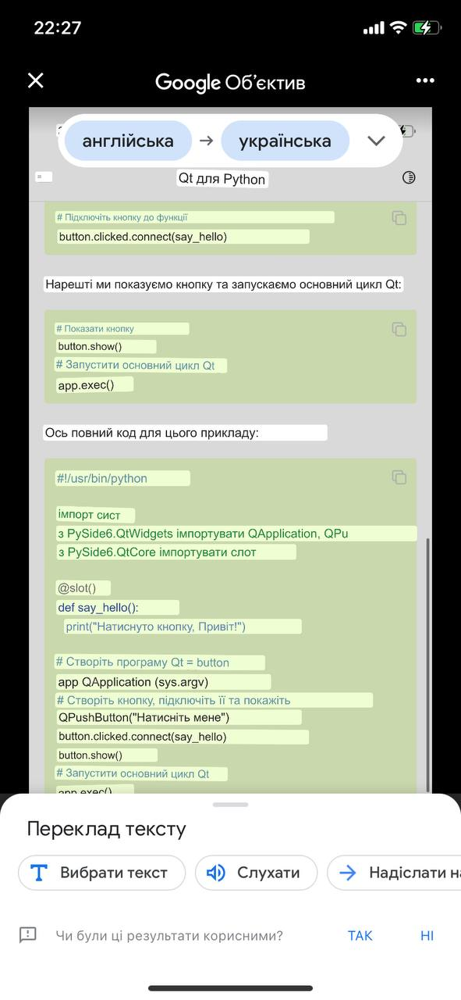 22:27
Google Об’єктив
англійська → українська
Qt для Python
# Підключіть кнопку до функції
button.clicked.connect(say_hello)
Нарешті ми показуємо кнопку та запускаємо основний цикл Qt:
# Показати кнопку
button.show()
# Запустити основний цикл Qt
app.exec()
Ось повний код для цього прикладу:
#!/usr/bin/python
імпорт сист
з PySide6.QtWidgets імпортувати QApplication, QPu
з PySide6.QtCore імпортувати слот
@slot()
def say_hello():
print("Натиснуто кнопку, Привіт!")
# Створіть програму Qt = button
app QApplication (sys.argv)
# Створіть кнопку, підключіть її та покажіть
QPushButton("Натисніть мене")
button.clicked.connect(say_hello)
button.show()
# Запустити основний цикл Qt
app.exec()
Переклад тексту
Вибрати текст
Слухати
Надіслати на
Чи були ці результати корисними?
ТАК
НІ